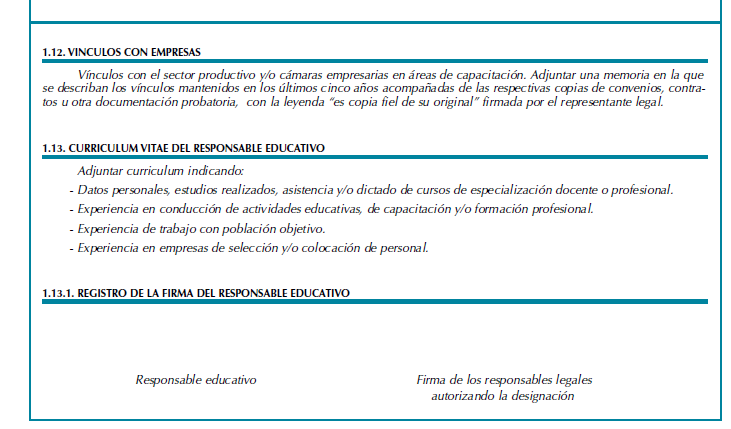 1.12. VINCULOS CON EMPRESAS
Vínculos con el sector productivo y/o cámaras empresarias en áreas de capacitación. Adjuntar una memoria en la que
se describan los vínculos mantenidos en los últimos cinco años acompañadas de las respectivas copias de convenios, contra-
tos u otra documentación probatoria, con la leyenda “es copia fiel de su original” firmada por el representante legal.
1.13. CURRICULUM VITAE DEL RESPONSABLE EDUCATIVO
Adjuntar curriculum indicando:
- Datos personales, estudios realizados, asistencia y/o dictado de cursos de especialización docente o profesional.
- Experiencia en conducción de actividades educativas, de capacitación y/o formación profesional.
- Experiencia de trabajo con población objetivo.
- Experiencia en empresas de selección y/o colocación de personal.
1.13.1. REGISTRO DE LA FIRMA DEL RESPONSABLE EDUCATIVO
Responsable educativo
Firma de los responsables legales
autorizando la designación